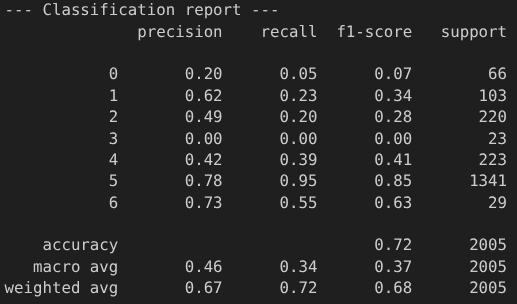 --- Classification report ---
precision recall f1-score support
0 0.20 0.05 0.07 66
1 0.62 0.23 0.34 103
2 0.49 0.20 0.28 220
3 0.00 0.00 0.00 23
4 0.42 0.39 0.41 223
5 0.78 0.95 0.85 1341
6 0.73 0.55 0.63 29
accuracy 0.72 2005
macro avg 0.46 0.34 0.37 2005
weighted avg 0.67 0.72 0.68 2005